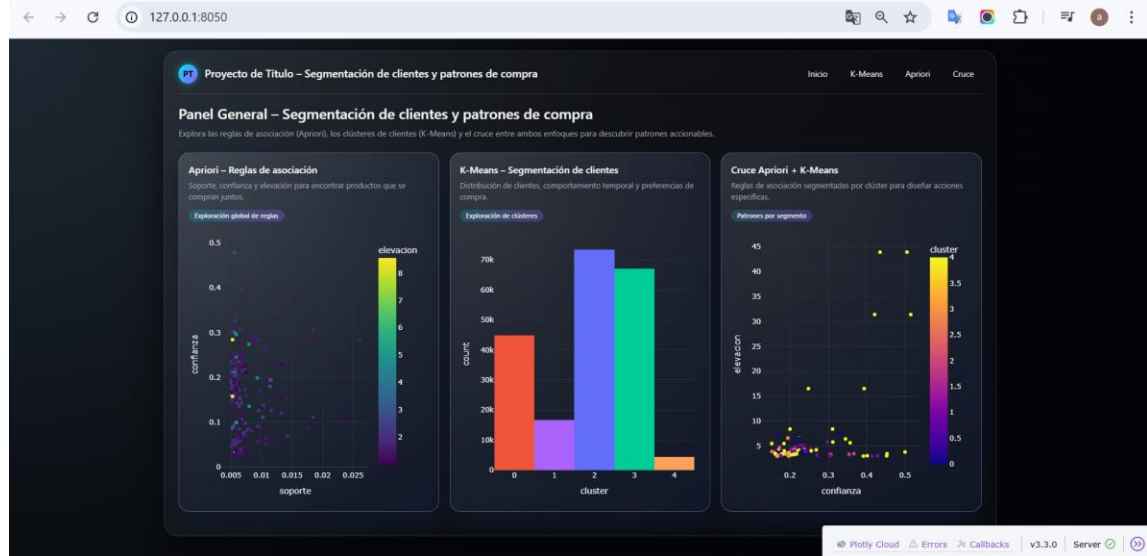 127.0.0.1:8050
a
PT
Proyecto de Título – Segmentación de clientes y patrones de compra
Inicio
K-Means
Apriori
Cruce
Panel General – Segmentación de clientes y patrones de compra
Explora las reglas de asociación (Apriori), los clústeres de clientes (K-Means) y el cruce entre ambos enfoques para descubrir patrones accionables.
Apriori – Reglas de asociación
Soporte, confianza y elevación para encontrar productos que se
compran juntos.
Exploración global de reglas
0.5
0.4
0.3
0.2
0.1
0
confianza
0.005
0.01
0.015
0.02
0.025
soporte
elevacion
8
7
6
5
4
3
2
K-Means – Segmentación de clientes
Distribución de clientes, comportamiento temporal y preferencias de
compra.
Exploración de clústeres
70k
60k
50k
40k
30k
20k
10k
0
count
0
1
2
3
4
cluster
Cruce Apriori + K-Means
Reglas de asociación segmentadas por clúster para diseñar acciones
específicas.
Patrones por segmento
45
40
35
30
25
20
15
10
5
elevacion
0.2
0.3
0.4
0.5
confianza
cluster
4
3.5
3
2.5
2
1.5
1
0.5
0
Plotly Cloud
Errors
Callbacks
v3.3.0
Server